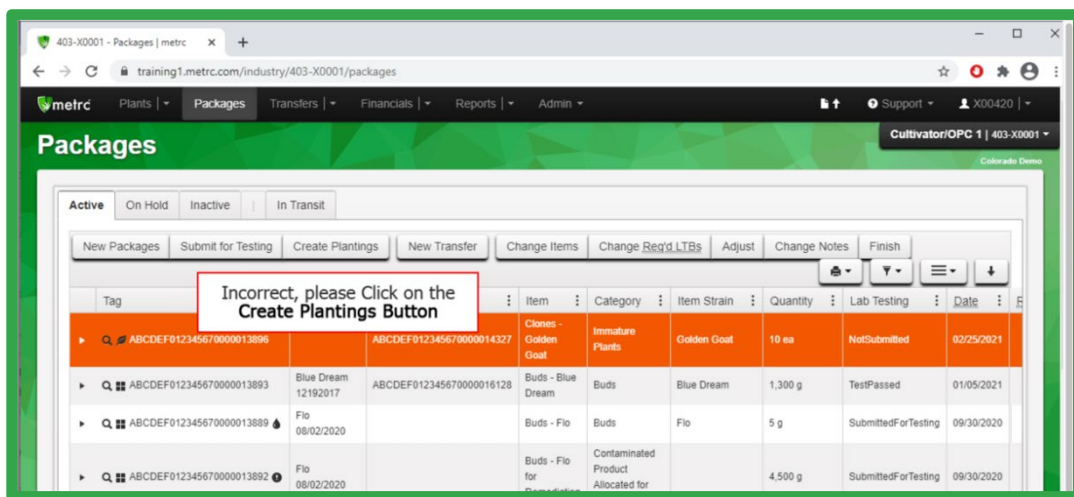 403-X0001 - Packages | metrc
training1.metrc.com/industry/403-X0001/packages
metrc Plants | Packages Transfers | Financials | Reports | Admin Support X00420 |
Packages
Cultivator/OPC 1 | 403-X0001
Colorado Demo
Active On Hold Inactive | In Transit
New Packages Submit for Testing Create Plantings New Transfer Change Items Change Req'd LTBs Adjust Change Notes Finish
Incorrect, please Click on the
Create Plantings Button
Tag Item Category Item Strain Quantity Lab Testing Date
ABCDEF012345670000013896 ABCDEF012345670000014327 Clones - Golden Goat Immature Plants Golden Goat 10 ea NotSubmitted 02/25/2021
ABCDEF012345670000013893 Blue Dream 12192017 ABCDEF012345670000016128 Buds - Blue Dream Buds Blue Dream 1,300 g TestPassed 01/05/2021
ABCDEF012345670000013889 Flo 08/02/2020 Buds - Flo Buds Flo 5 g SubmittedForTesting 09/30/2020
ABCDEF012345670000013892 Flo 08/02/2020 Buds - Flo for Contaminated Product Allocated for 4,500 g SubmittedForTesting 09/30/2020